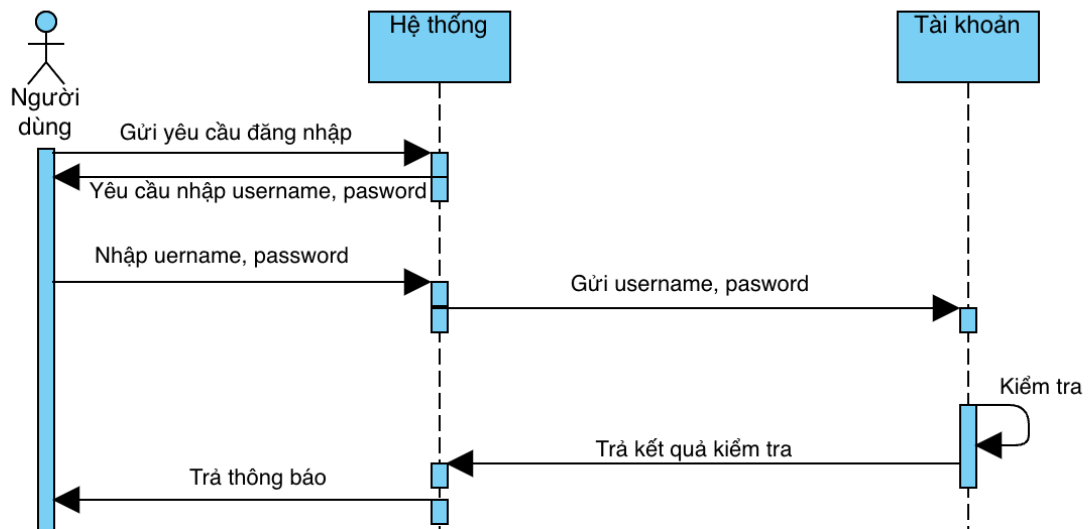 Hệ thống
Tài khoản
Người
dùng
Gửi yêu cầu đăng nhập
Yêu cầu nhập username, pasword
Nhập uername, password
Gửi username, pasword
Kiểm tra
Trả kết quả kiểm tra
Trả thông báo